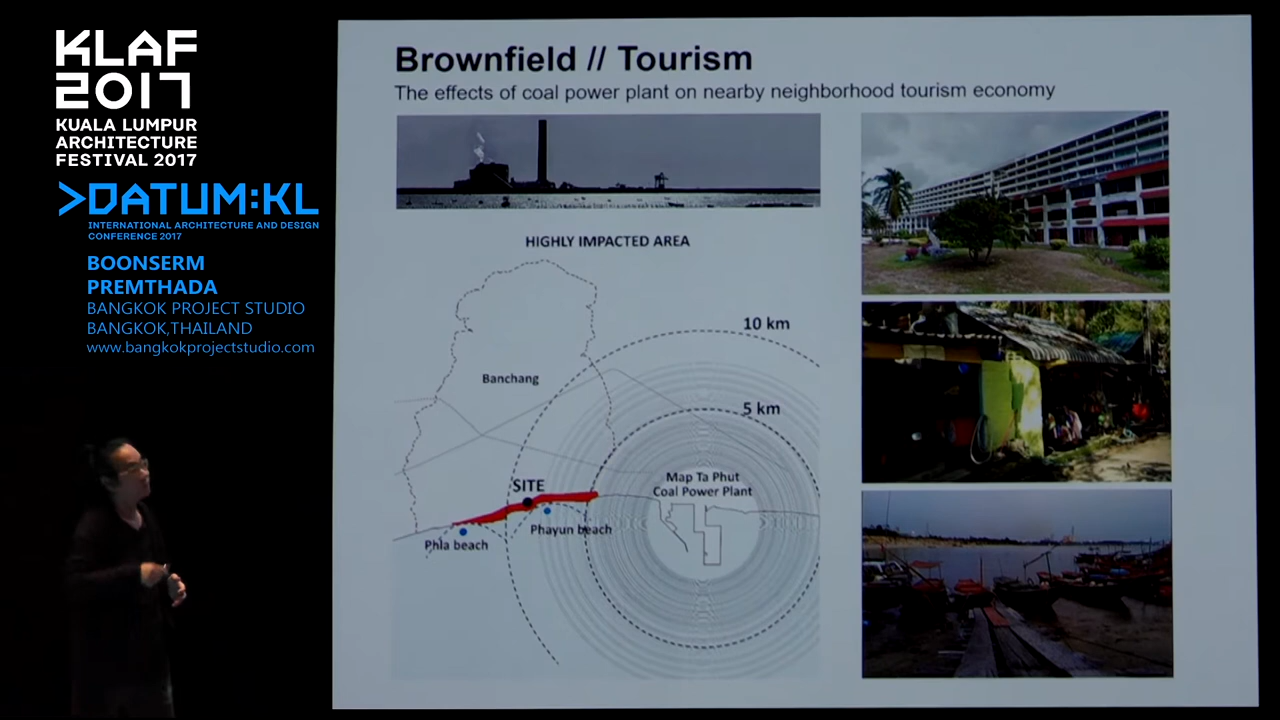 KLAF
2017
KUALA LUMPUR
ARCHITECTURE
FESTIVAL 2017
>DATUM:KL
INTERNATIONAL ARCHITECTURE AND DESIGN
CONFERENCE 2017
BOONSERM
PREMTHADA
BANGKOK PROJECT STUDIO
BANGKOK,THAILAND
www.bangkokprojectstudio.com
Brownfield // Tourism
The effects of coal power plant on nearby neighborhood tourism economy
HIGHLY IMPACTED AREA
10 km
Banchang
5 km
Map Ta Phut
Coal Power Plant
SITE
Phayun beach
Phla beach